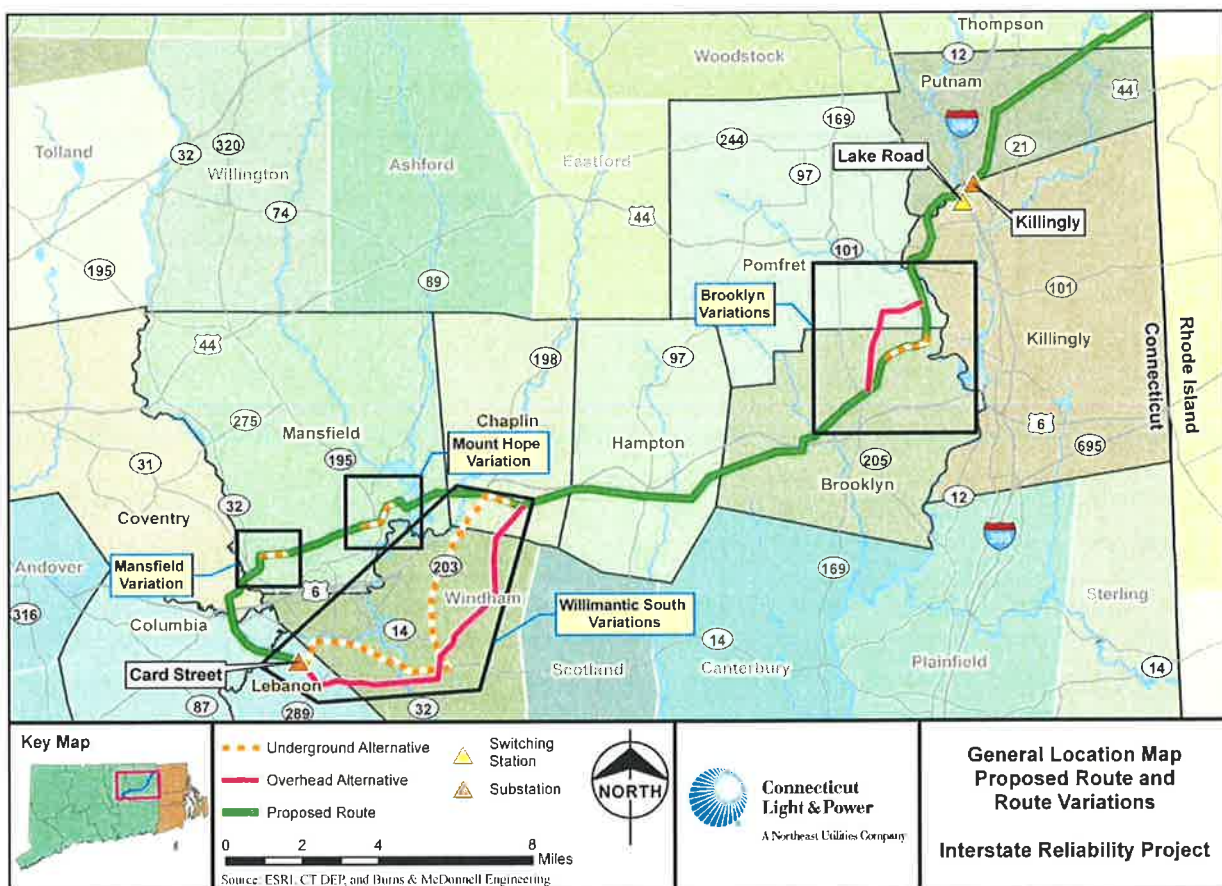 Thompson
12
Woodstock
Putnam
44
169
Tolland
32
320
Willington
Ashford
Eastford
244
97
21
Lake Road
74
44
Killingly
195
89
Pomfret
101
101
Brooklyn
Variations
Killingly
Connecticut
Rhode Island
44
198
97
275
Mansfield
Chaplin
Hampton
6
195
Mount Hope
Variation
695
31
205
Brooklyn
32
12
Coventry
Mansfield
Variation
Andover
6
203
Windham
169
316
Columbia
Willimantic South
Variations
Sterling
14
14
Card Street
Scotland
Canterbury
Plainfield
14
Lebanon
87
289
32
Key Map
Underground Alternative
Overhead Alternative
Proposed Route
Switching
Station
Substation
0 2 4 8
Miles
Source: ESRI, CT DEP, and Burns & McDonnell Engineering
NORTH
Connecticut
Light & Power
A Northeast Utilities Company
General Location Map
Proposed Route and
Route Variations
Interstate Reliability Project